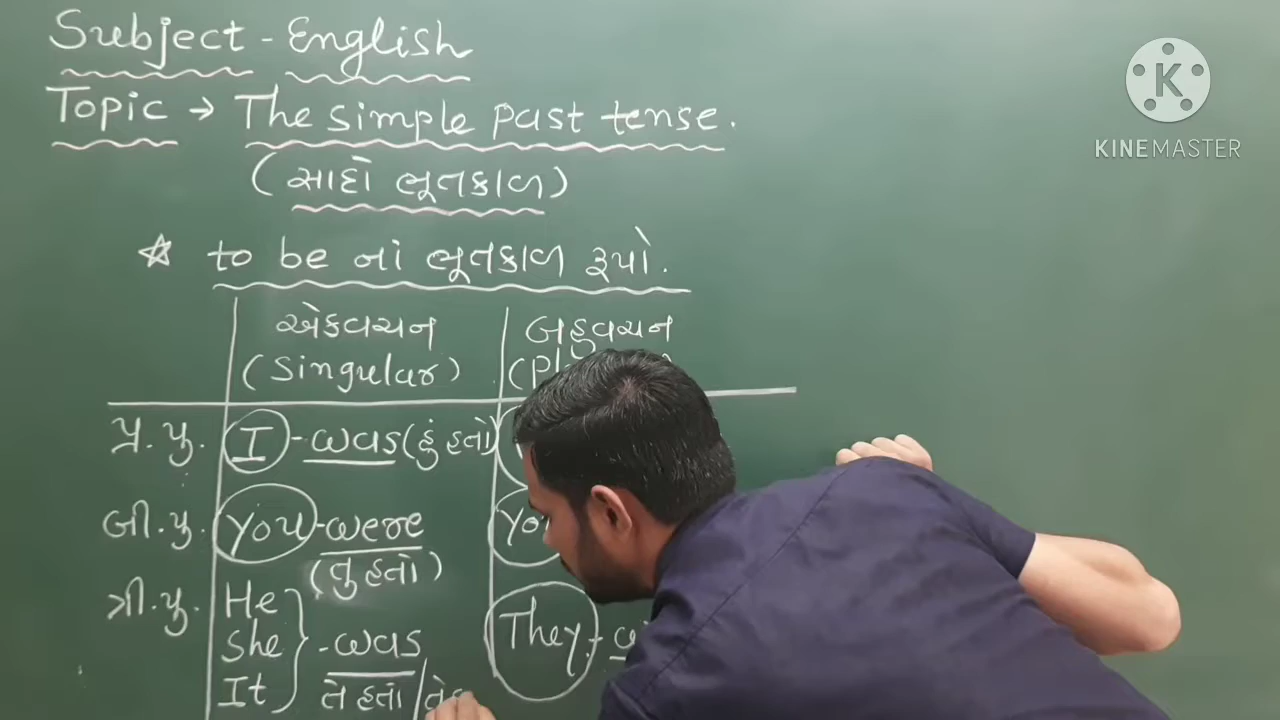 Subject - English
Topic → The simple past tense.
(સાદો ભૂતકાળ)
☆ to be નાં ભૂતકાળ રૂપો.
એકવચન બહુવચન
(Singular)
પ્ર.પુ. I - was (હું હતો)
બી.પુ. You - were You
(તુ હતો)
ત્રી.પુ. He
She - was They -
It તે હતો /
K
KINEMASTER